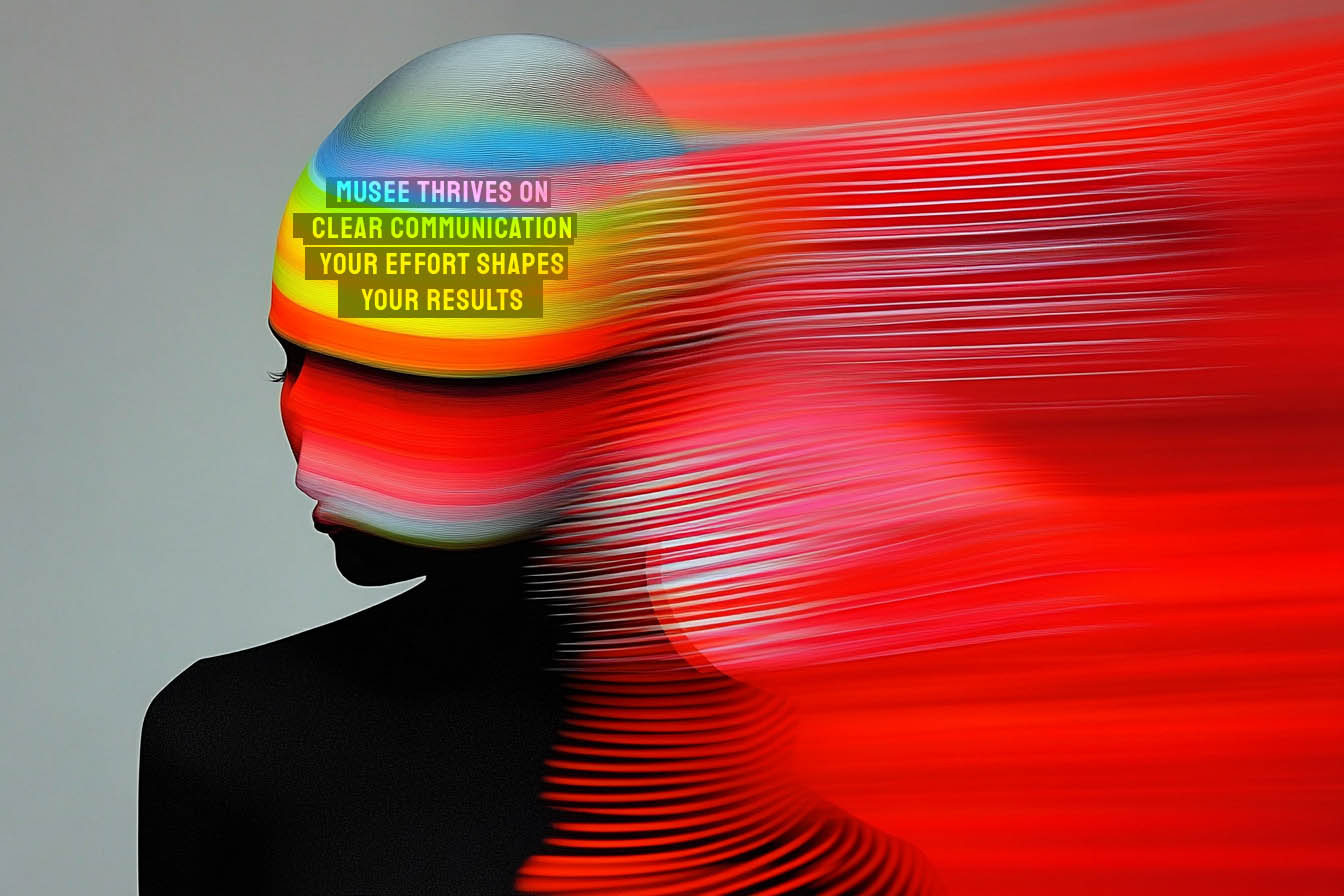 MUSEE THRIVES ON
CLEAR COMMUNICATION
YOUR EFFORT SHAPES
YOUR RESULTS